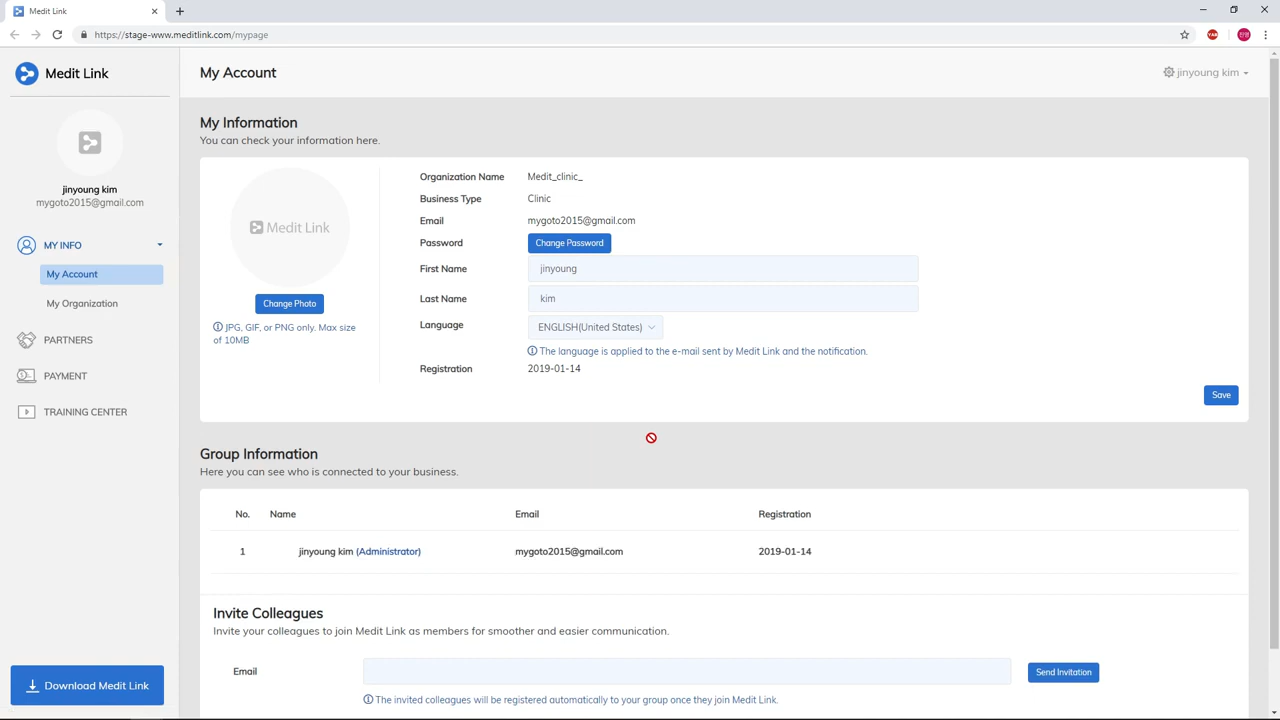 Medit Link
https://stage-www.meditlink.com/mypage
Medit Link
My Account
jinyoung kim
jinyoung kim
mygoto2015@gmail.com
MY INFO
My Account
My Organization
PARTNERS
PAYMENT
TRAINING CENTER
Download Medit Link
My Information
You can check your information here.
Medit Link
Change Photo
JPG, GIF, or PNG only. Max size
of 10MB
Organization Name Medit_clinic_
Business Type Clinic
Email mygoto2015@gmail.com
Password Change Password
First Name jinyoung
Last Name kim
Language ENGLISH(United States)
The language is applied to the e-mail sent by Medit Link and the notification.
Registration 2019-01-14
Save
Group Information
Here you can see who is connected to your business.
No. Name Email Registration
1 jinyoung kim (Administrator) mygoto2015@gmail.com 2019-01-14
Invite Colleagues
Invite your colleagues to join Medit Link as members for smoother and easier communication.
Email Send Invitation
The invited colleagues will be registered automatically to your group once they join Medit Link.